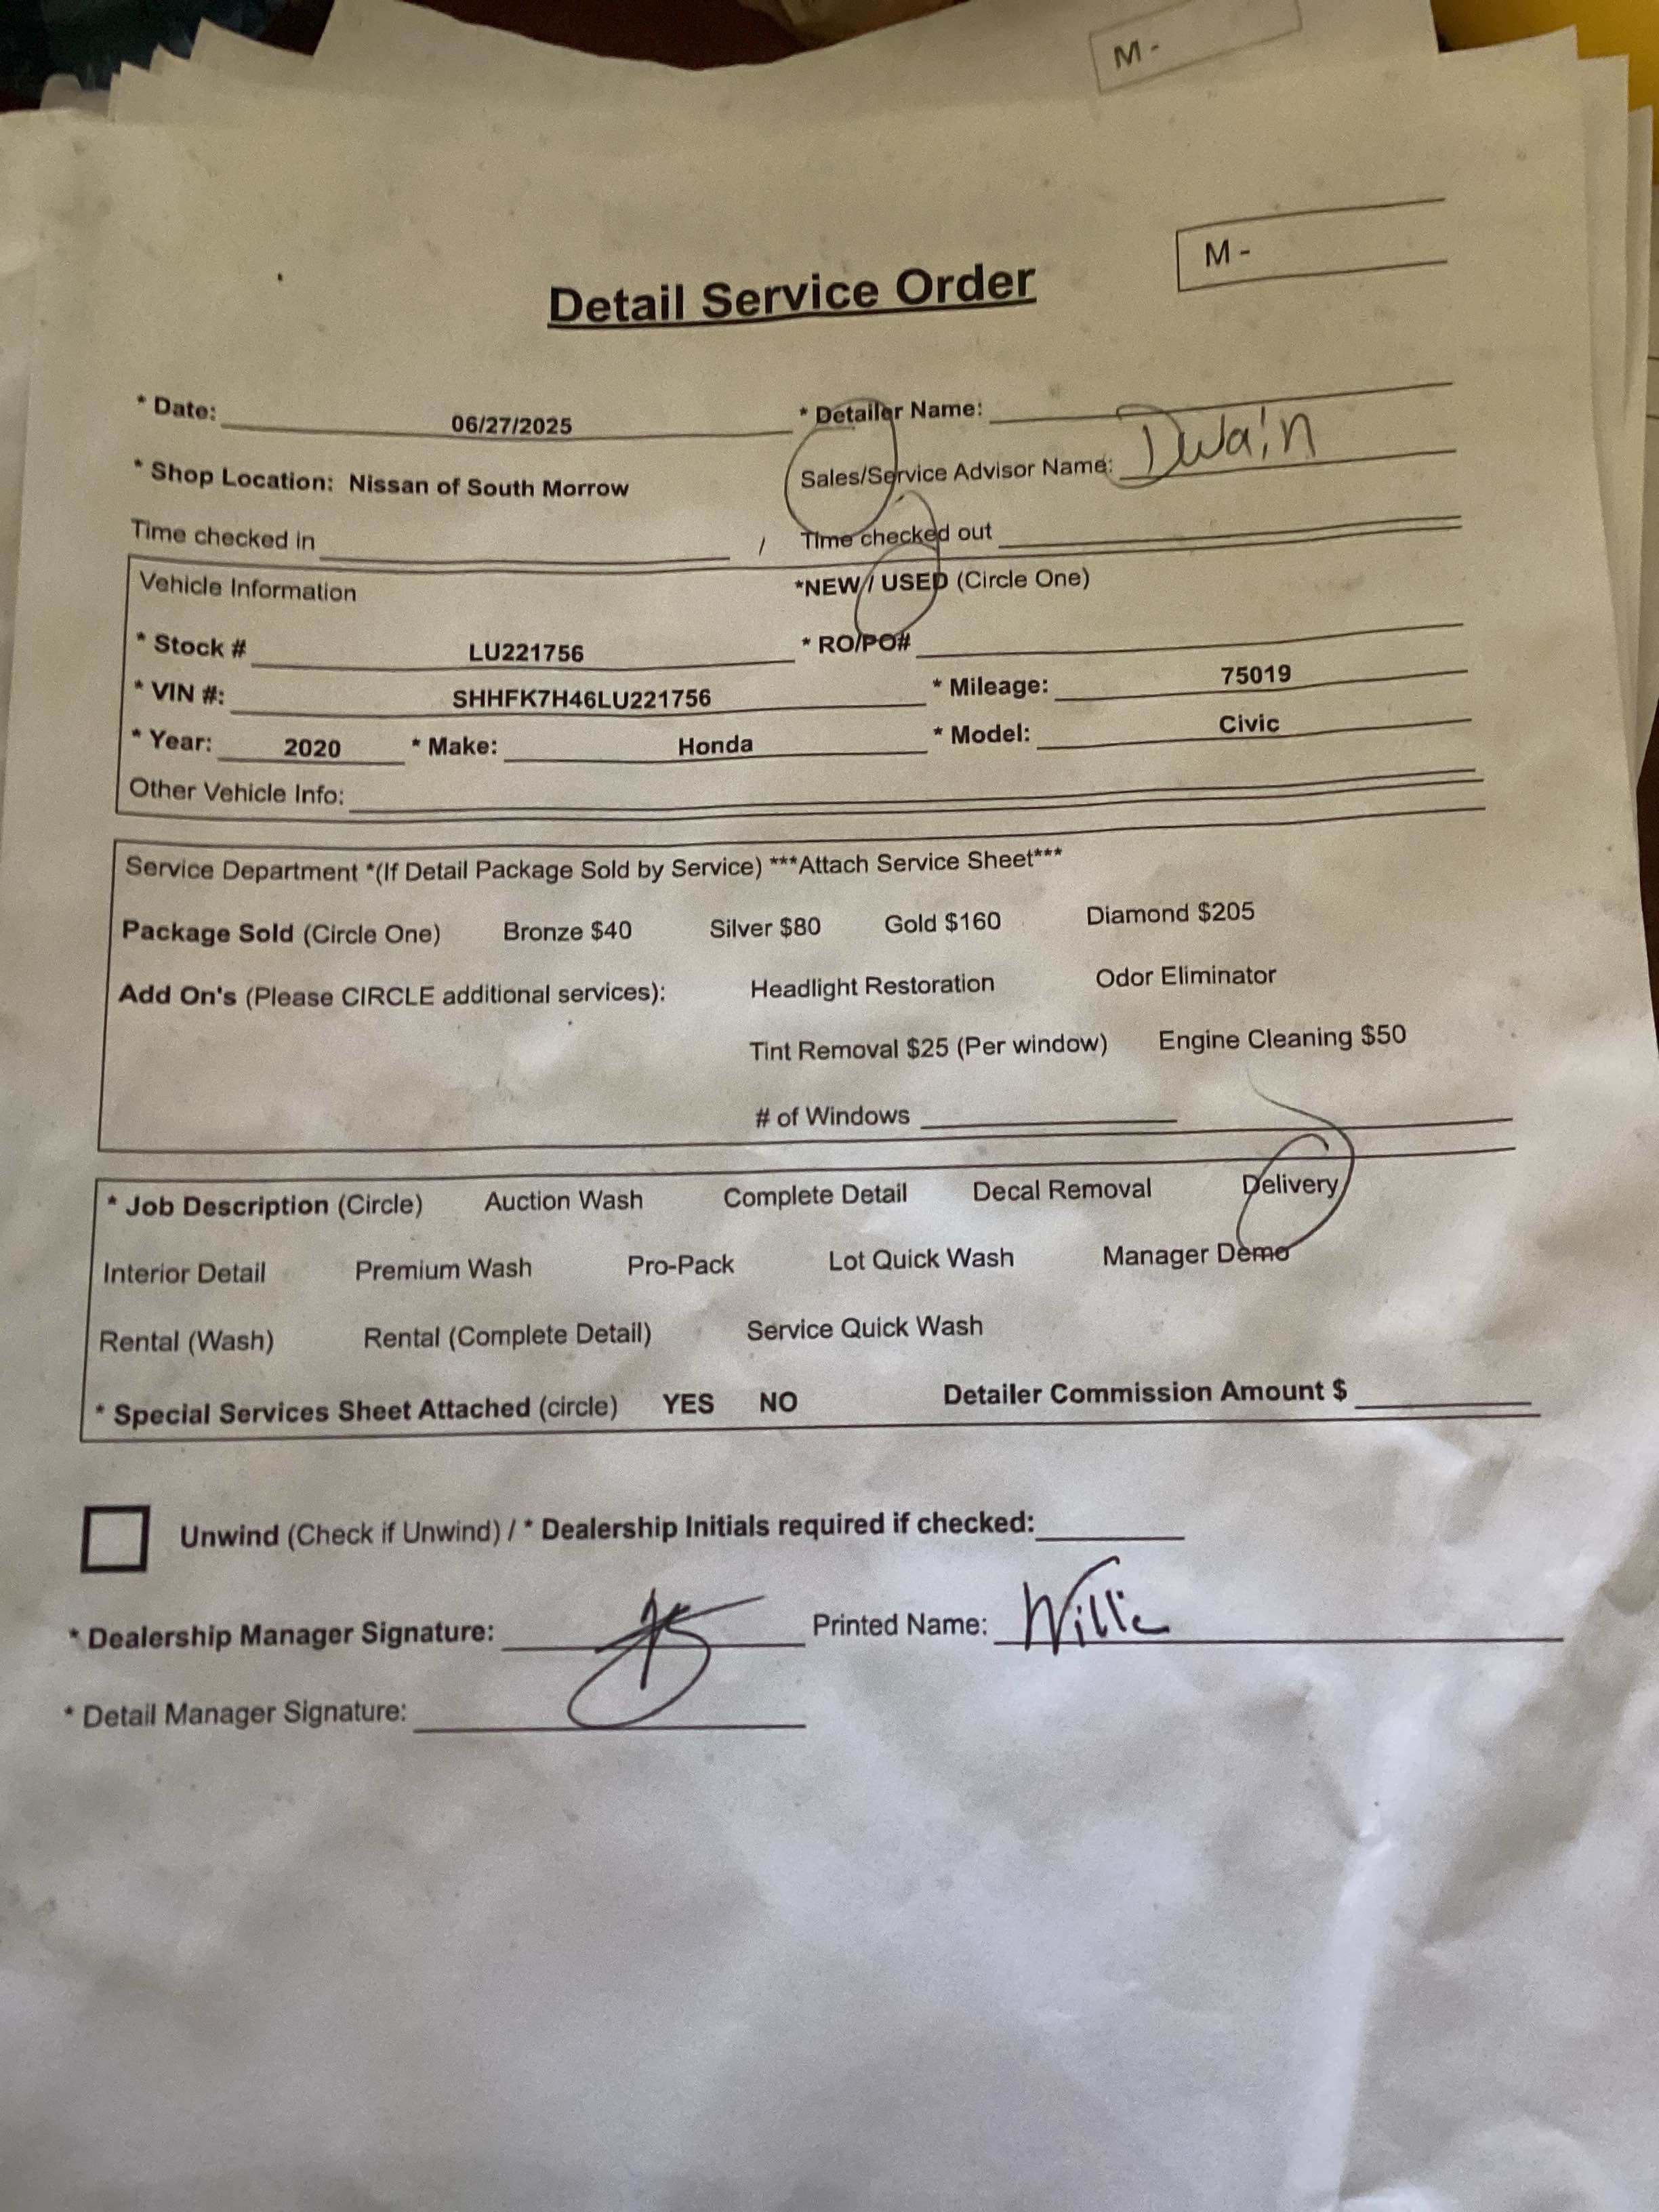 M -
M -
Detail Service Order
* Date: 06/27/2025 * Detailer Name:
* Shop Location: Nissan of South Morrow Sales/Service Advisor Name: Dwain
Time checked in / Time checked out
Vehicle Information *NEW / USED (Circle One)
* Stock # LU221756 * RO/PO#
* VIN #: SHHFK7H46LU221756 * Mileage: 75019
* Year: 2020 * Make: Honda * Model: Civic
Other Vehicle Info:
Service Department *(If Detail Package Sold by Service) ***Attach Service Sheet***
Package Sold (Circle One) Bronze $40 Silver $80 Gold $160 Diamond $205
Add On's (Please CIRCLE additional services): Headlight Restoration Odor Eliminator
Tint Removal $25 (Per window) Engine Cleaning $50
# of Windows
* Job Description (Circle) Auction Wash Complete Detail Decal Removal Delivery
Interior Detail Premium Wash Pro-Pack Lot Quick Wash Manager Demo
Rental (Wash) Rental (Complete Detail) Service Quick Wash
* Special Services Sheet Attached (circle) YES NO Detailer Commission Amount $
Unwind (Check if Unwind) / * Dealership Initials required if checked:
* Dealership Manager Signature: Printed Name: Willie
* Detail Manager Signature: